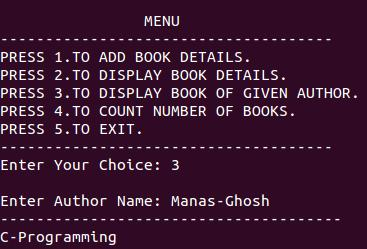 MENU
-------------------------------------
PRESS 1.TO ADD BOOK DETAILS.
PRESS 2.TO DISPLAY BOOK DETAILS.
PRESS 3.TO DISPLAY BOOK OF GIVEN AUTHOR.
PRESS 4.TO COUNT NUMBER OF BOOKS.
PRESS 5.TO EXIT.
-------------------------------------
Enter Your Choice: 3
Enter Author Name: Manas-Ghosh
--------------------------------------
C-Programming